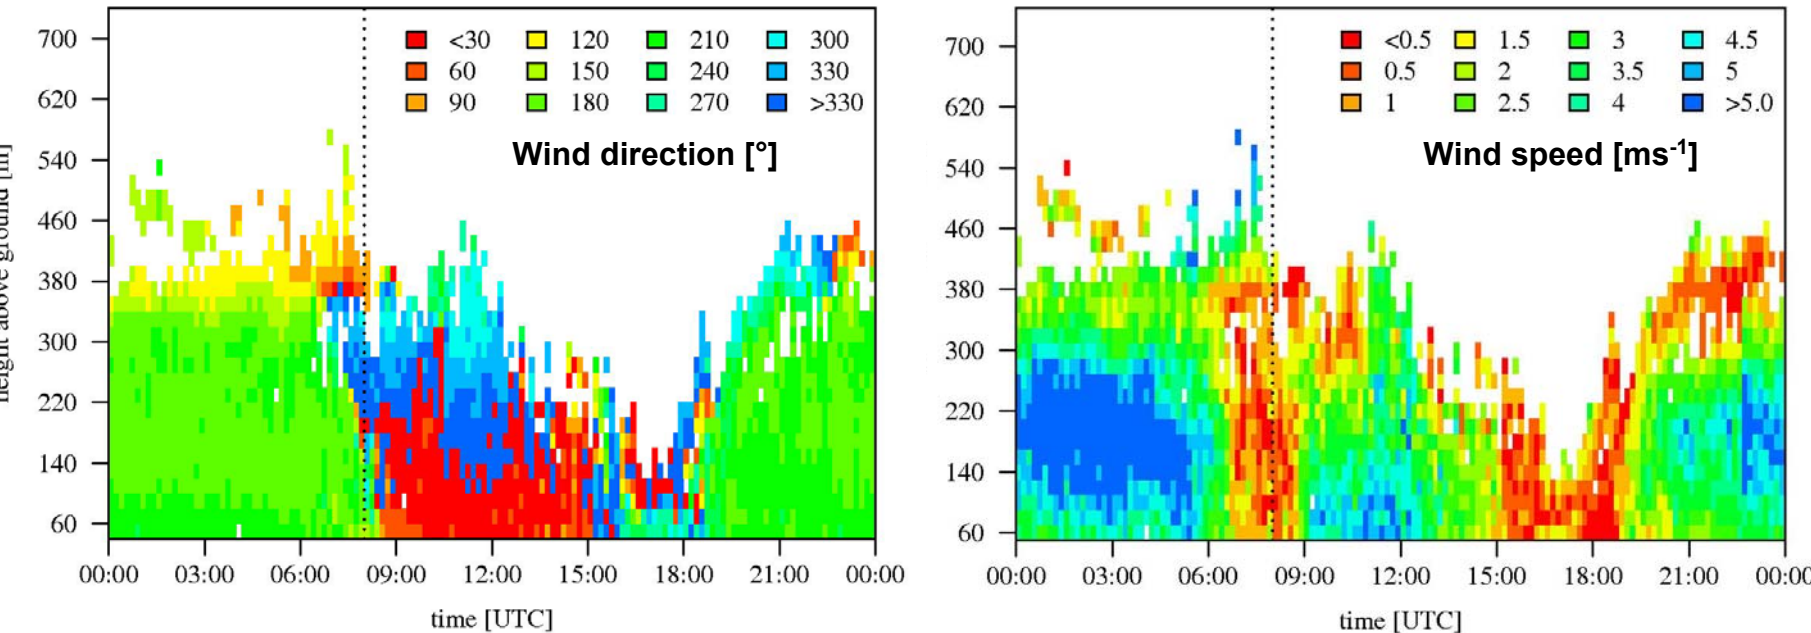 <30 120 210 300
60 150 240 330
90 180 270 >330
Wind direction [°]
height above ground [m]
700
620
540
460
380
300
220
140
60
00:00 03:00 06:00 09:00 12:00 15:00 18:00 21:00 00:00
time [UTC]
<0.5 1.5 3 4.5
0.5 2 3.5 5
1 2.5 4 >5.0
Wind speed [ms-1]
700
620
540
460
380
300
220
140
60
00:00 03:00 06:00 09:00 12:00 15:00 18:00 21:00 00:00
time [UTC]